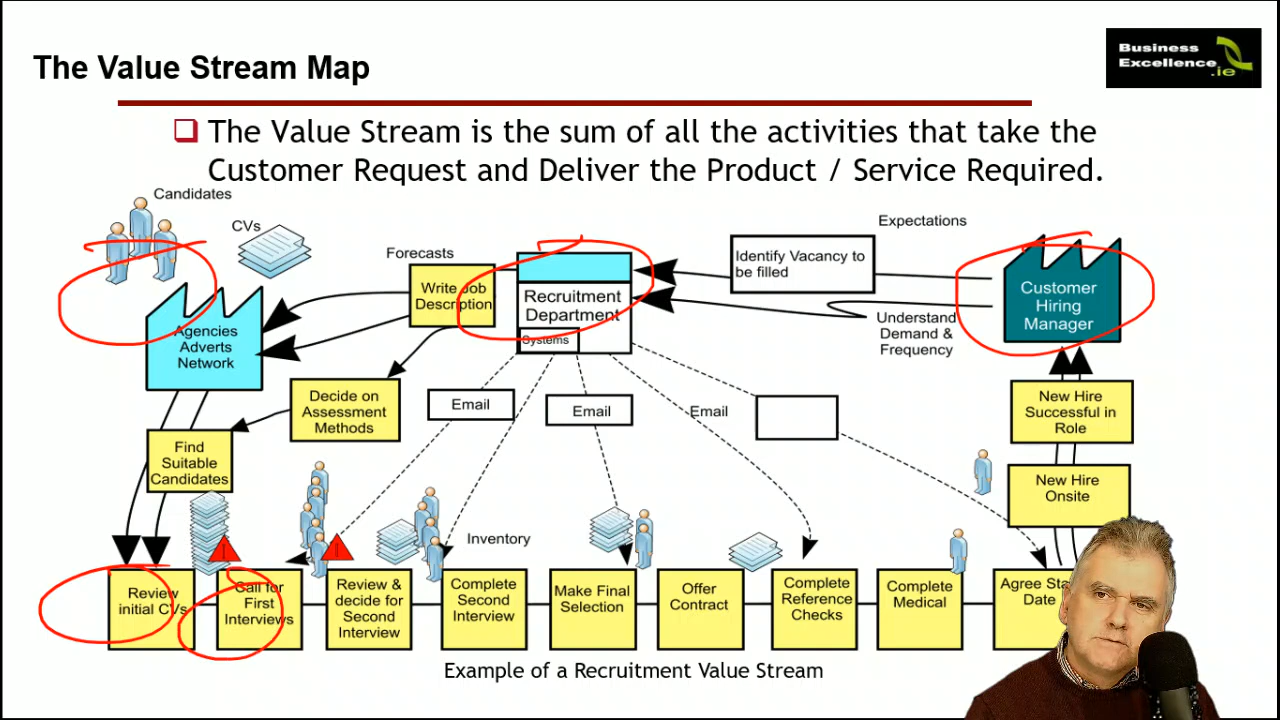 The Value Stream Map
Business
Excellence
.ie
The Value Stream is the sum of all the activities that take the
Customer Request and Deliver the Product / Service Required.
Candidates
CVs
Forecasts
Expectations
Write Job
Description
Recruitment
Department
Systems
Identify Vacancy to
be filled
Customer
Hiring
Manager
Understand
Demand &
Frequency
Agencies
Adverts
Network
Decide on
Assessment
Methods
Email
Email
Email
New Hire
Successful in
Role
Find
Suitable
Candidates
New Hire
Onsite
Inventory
Review
initial CVs
Call for
First
Interviews
Review &
decide for
Second
Interview
Complete
Second
Interview
Make Final
Selection
Offer
Contract
Complete
Reference
Checks
Complete
Medical
Agree Sta
Date
Example of a Recruitment Value Stream